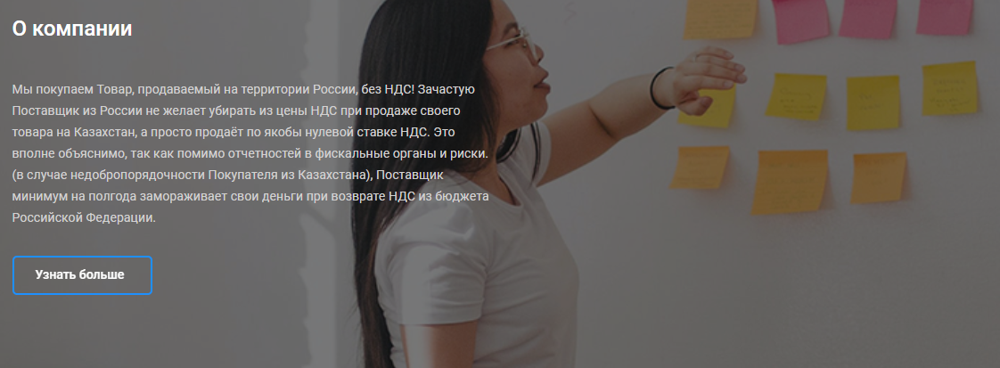 О компании
Мы покупаем Товар, продаваемый на территории России, без НДС! Зачастую
Поставщик из России не желает убирать из цены НДС при продаже своего
товара на Казахстан, а просто продаёт по якобы нулевой ставке НДС. Это
вполне объяснимо, так как помимо отчетностей в фискальные органы и риски.
(в случае недобропорядочности Покупателя из Казахстана), Поставщик
минимум на полгода замораживает свои деньги при возврате НДС из бюджета
Российской Федерации.
Узнать больше